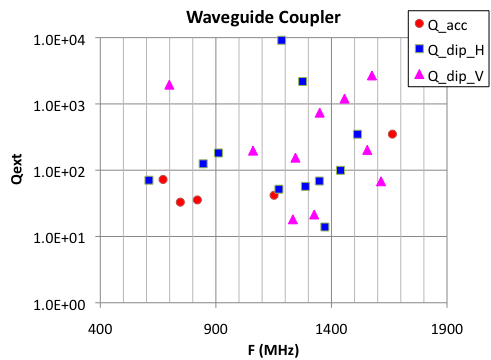 Waveguide Coupler
Q_acc
Q_dip_H
Q_dip_V
1.0E+04
1.0E+03
1.0E+02
1.0E+01
1.0E+00
Qext
400 900 1400 1900
F (MHz)